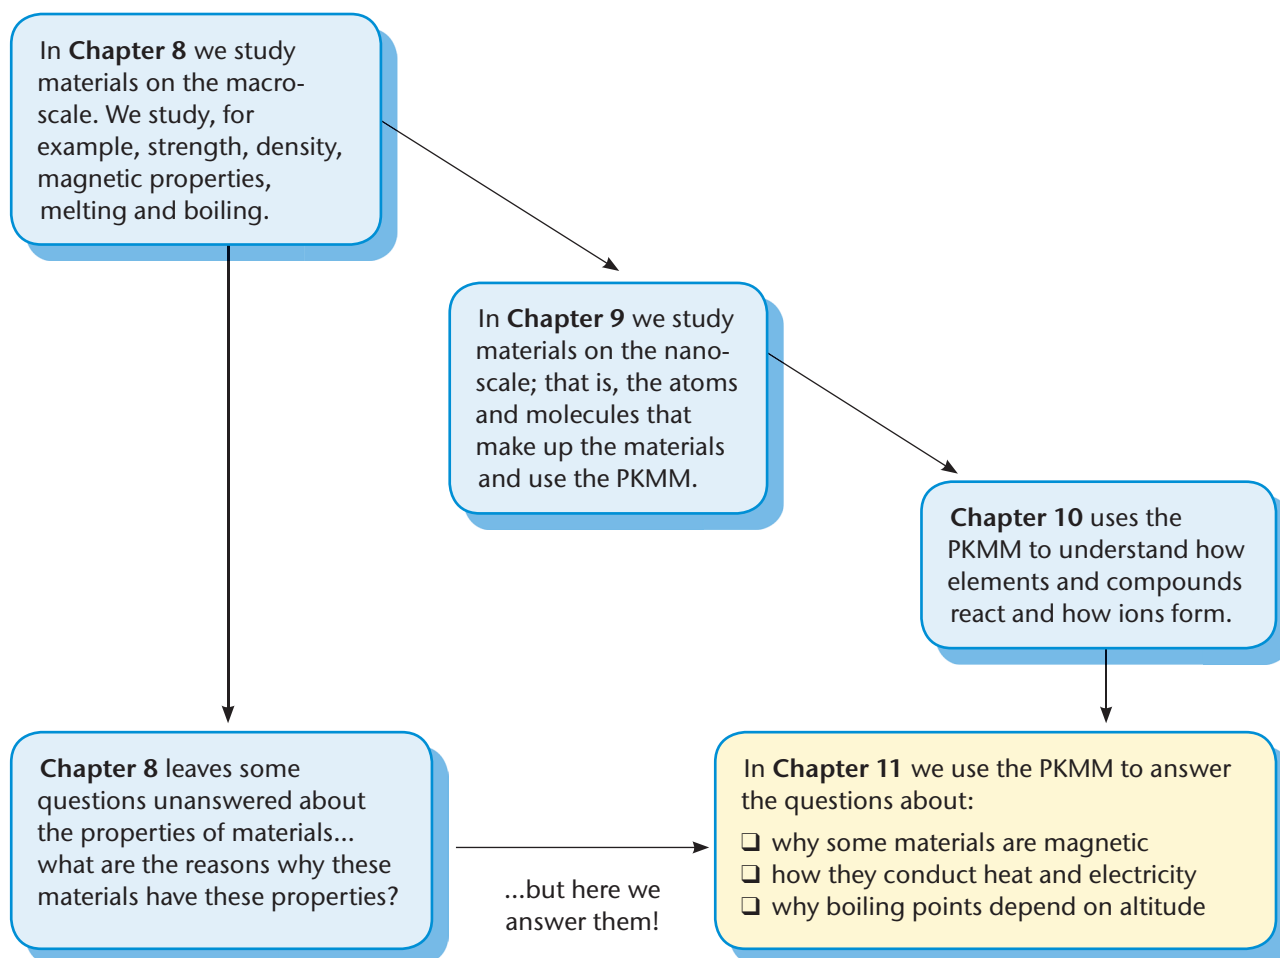 In Chapter 8 we study
materials on the macro-
scale. We study, for
example, strength, density,
magnetic properties,
melting and boiling.
In Chapter 9 we study
materials on the nano-
scale; that is, the atoms
and molecules that
make up the materials
and use the PKMM.
Chapter 10 uses the
PKMM to understand how
elements and compounds
react and how ions form.
Chapter 8 leaves some
questions unanswered about
the properties of materials...
what are the reasons why these
materials have these properties?
...but here we
answer them!
In Chapter 11 we use the PKMM to answer
the questions about:
❑ why some materials are magnetic
❑ how they conduct heat and electricity
❑ why boiling points depend on altitude